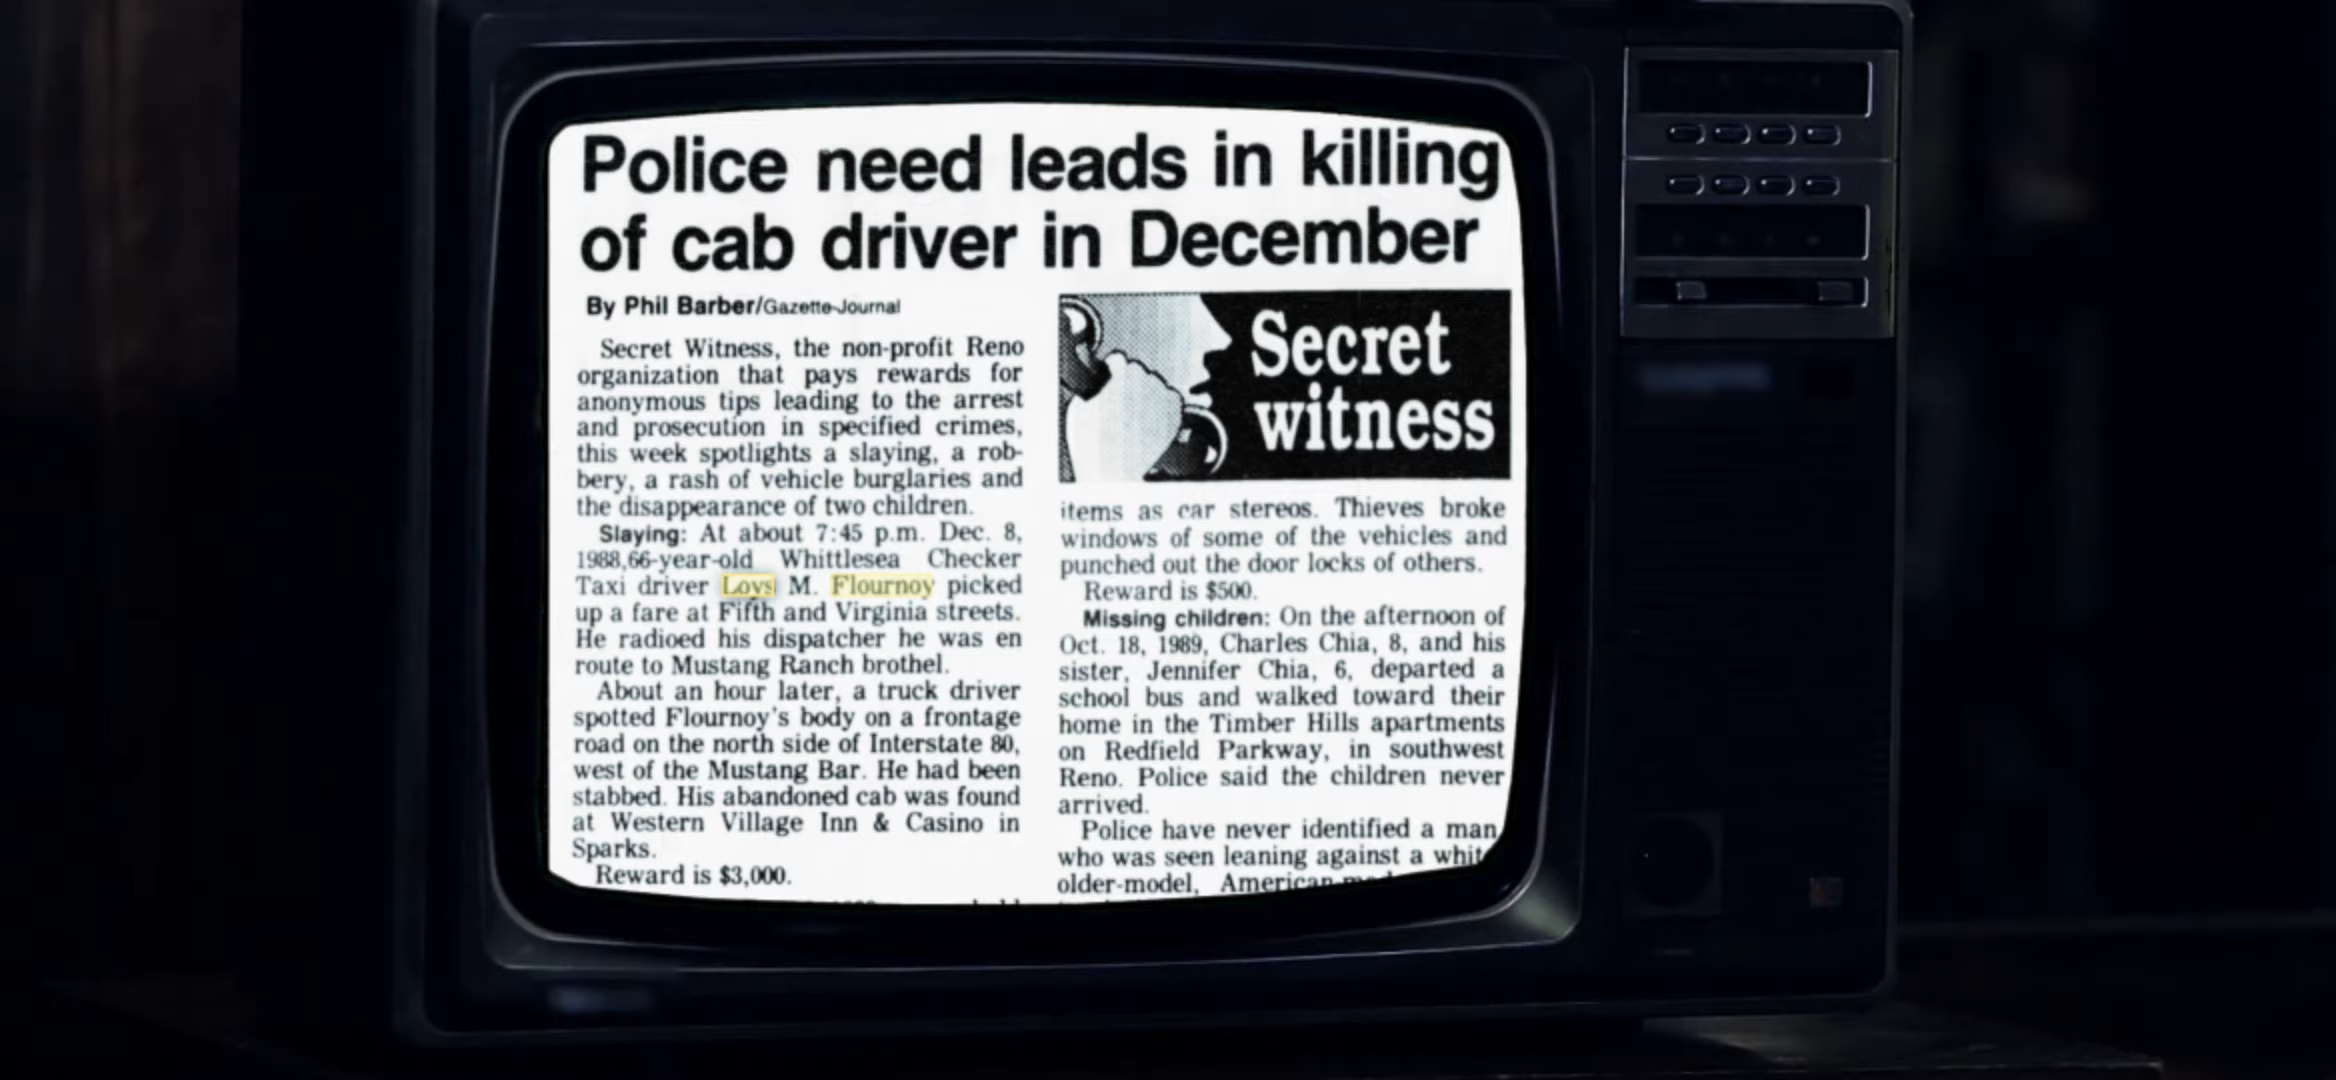 Police need leads in killing
of cab driver in December
By Phil Barber/Gazette-Journal
Secret Witness, the non-profit Reno
organization that pays rewards for
anonymous tips leading to the arrest
and prosecution in specified crimes,
this week spotlights a slaying, a rob-
bery, a rash of vehicle burglaries and
the disappearance of two children.
Slaying: At about 7:45 p.m. Dec. 8,
1988,66-year-old Whittlesea Checker
Taxi driver Loys M. Flournoy picked
up a fare at Fifth and Virginia streets.
He radioed his dispatcher he was en
route to Mustang Ranch brothel.
About an hour later, a truck driver
spotted Flournoy's body on a frontage
road on the north side of Interstate 80,
west of the Mustang Bar. He had been
stabbed. His abandoned cab was found
at Western Village Inn & Casino in
Sparks.
Reward is $3,000.
Secret
witness
items as car stereos. Thieves broke
windows of some of the vehicles and
punched out the door locks of others.
Reward is $500.
Missing children: On the afternoon of
Oct. 18, 1989, Charles Chia, 8, and his
sister, Jennifer Chia, 6, departed a
school bus and walked toward their
home in the Timber Hills apartments
on Redfield Parkway, in southwest
Reno. Police said the children never
arrived.
Police have never identified a man
who was seen leaning against a white
older-model,